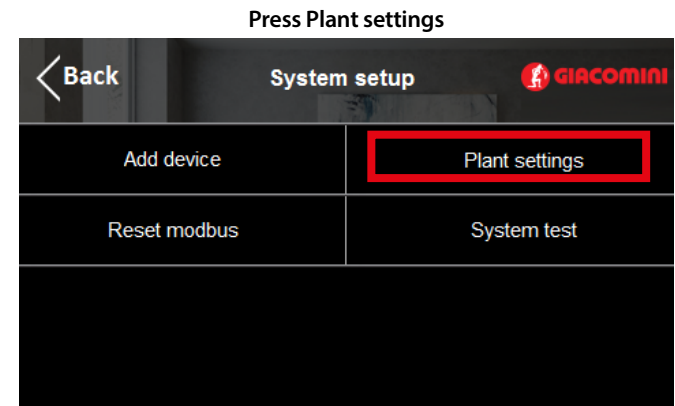 Press Plant settings
Back System setup GIACOMINI
Add device Plant settings
Reset modbus System test